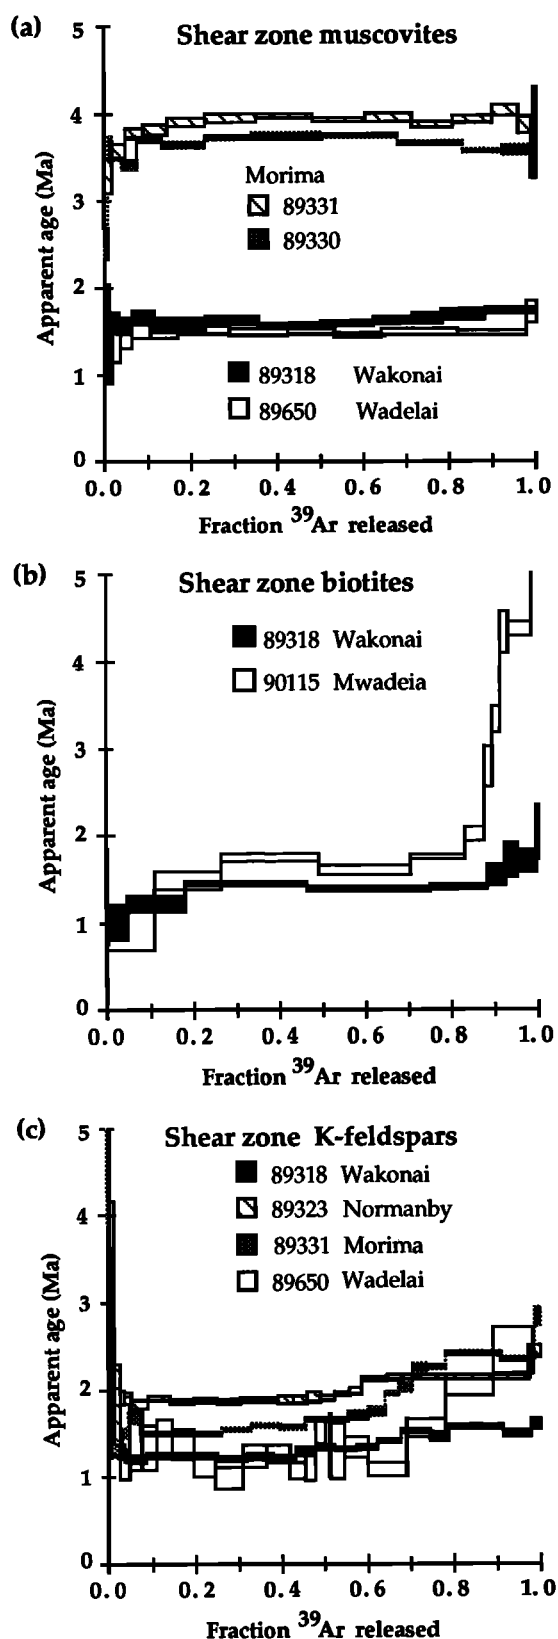 (a)
Shear zone muscovites
5
4
3
2
1
0
Apparent age (Ma)
Morima
89331
89330
89318 Wakonai
89650 Wadelai
0.0 0.2 0.4 0.6 0.8 1.0
Fraction ³⁹Ar released
(b)
Shear zone biotites
5
4
3
2
1
0
Apparent age (Ma)
89318 Wakonai
90115 Mwadeia
0.0 0.2 0.4 0.6 0.8 1.0
Fraction ³⁹Ar released
(c)
Shear zone K-feldspars
5
4
3
2
1
0
Apparent age (Ma)
89318 Wakonai
89323 Normanby
89331 Morima
89650 Wadelai
0.0 0.2 0.4 0.6 0.8 1.0
Fraction ³⁹Ar released